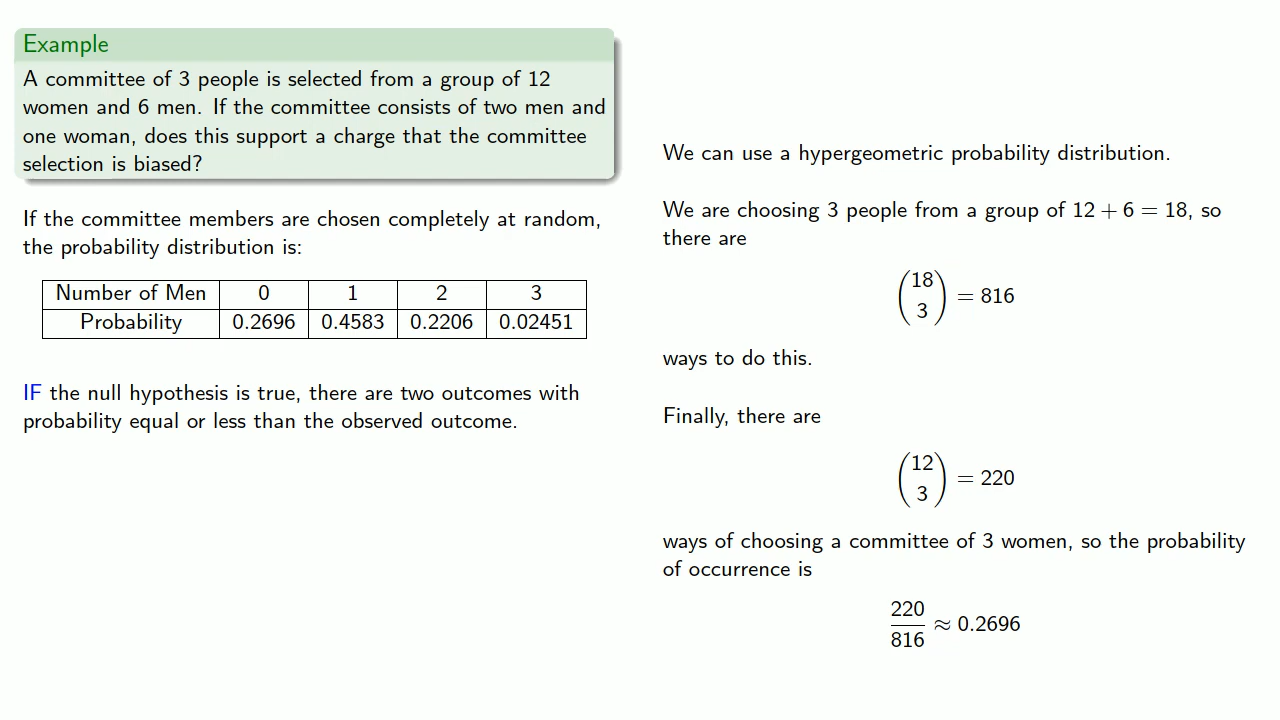 Example
A committee of 3 people is selected from a group of 12
women and 6 men. If the committee consists of two men and
one woman, does this support a charge that the committee
selection is biased?
If the committee members are chosen completely at random,
the probability distribution is:
Number of Men 0 1 2 3
Probability 0.2696 0.4583 0.2206 0.02451
IF the null hypothesis is true, there are two outcomes with
probability equal or less than the observed outcome.
We can use a hypergeometric probability distribution.
We are choosing 3 people from a group of 12 + 6 = 18, so
there are
(18
3) = 816
ways to do this.
Finally, there are
(12
3) = 220
ways of choosing a committee of 3 women, so the probability
of occurrence is
220
816 ≈ 0.2696